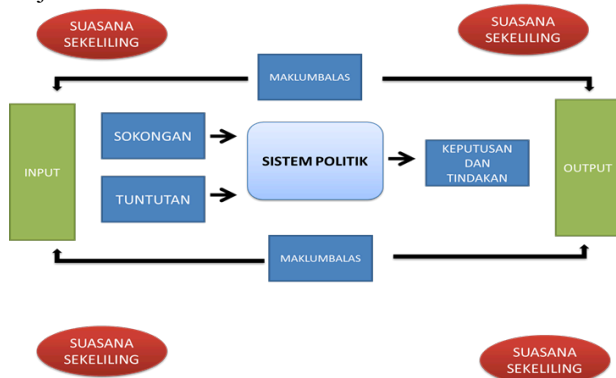 SUASANA
SEKELILING
SUASANA
SEKELILING
MAKLUMBALAS
INPUT
SOKONGAN
TUNTUTAN
SISTEM POLITIK
KEPUTUSAN
DAN
TINDAKAN
OUTPUT
MAKLUMBALAS
SUASANA
SEKELILING
SUASANA
SEKELILING